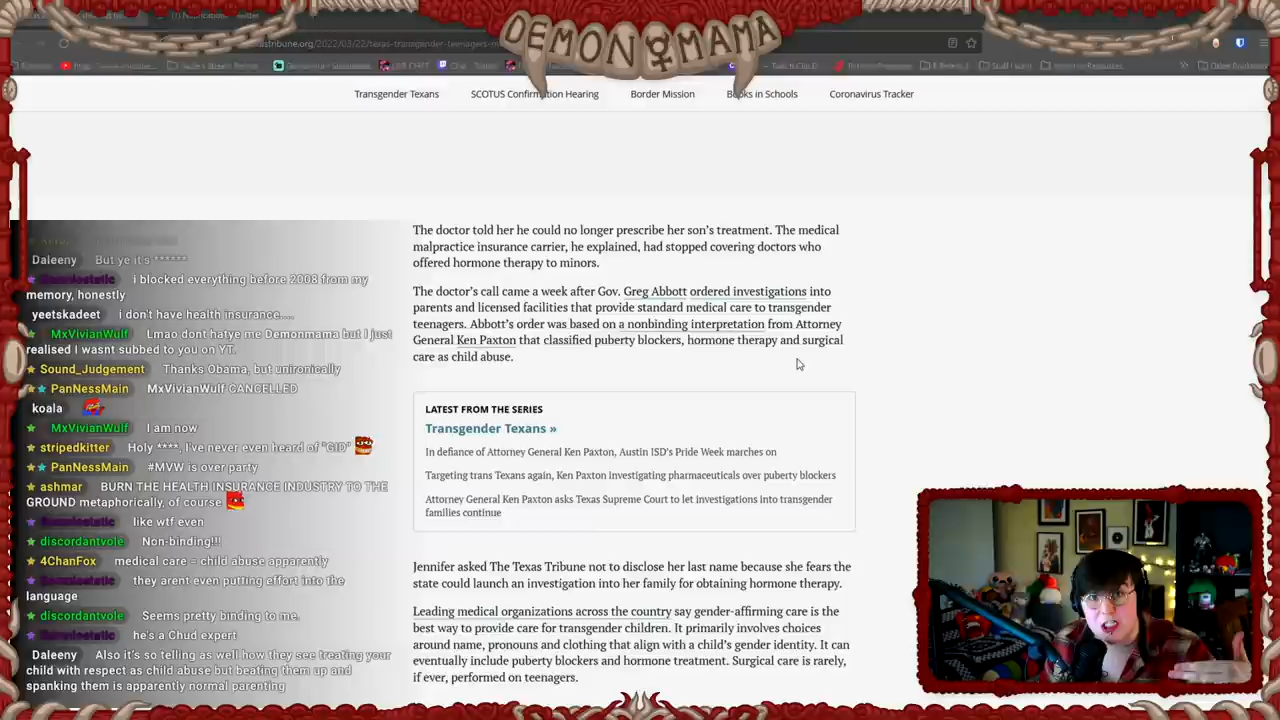 DEMON MAMA
tribune.org/2022/03/22/texas-transgender-teenagers-m
Transgender Texans
SCOTUS Confirmation Hearing
Border Mission
Books in Schools
Coronavirus Tracker
The doctor told her he could no longer prescribe her son's treatment. The medical
malpractice insurance carrier, he explained, had stopped covering doctors who
offered hormone therapy to minors.
The doctor's call came a week after Gov. Greg Abbott ordered investigations into
parents and licensed facilities that provide standard medical care to transgender
teenagers. Abbott's order was based on a nonbinding interpretation from Attorney
General Ken Paxton that classified puberty blockers, hormone therapy and surgical
care as child abuse.
LATEST FROM THE SERIES
Transgender Texans »
In defiance of Attorney General Ken Paxton, Austin ISD's Pride Week marches on
Targeting trans Texans again, Ken Paxton investigating pharmaceuticals over puberty blockers
Attorney General Ken Paxton asks Texas Supreme Court to let investigations into transgender
families continue
Jennifer asked The Texas Tribune not to disclose her last name because she fears the
state could launch an investigation into her family for obtaining hormone therapy.
Leading medical organizations across the country say gender-affirming care is the
best way to provide care for transgender children. It primarily involves choices
around name, pronouns and clothing that align with a child's gender identity. It can
eventually include puberty blockers and hormone treatment. Surgical care is rarely,
if ever, performed on teenagers.
Daleeny But ye it's ******
i blocked everything before 2008 from my
memory, honestly
yeetskadeet i don't have health insurance....
MxVivianWulf Lmao dont hatye me Demonmama but I just
realised I wasnt subbed to you on YT.
Sound_Judgement Thanks Obama, but unironically
PanNessMain MxVivianWulf CANCELLED
koala
MxVivianWulf I am now
stripedkitter Holy ****, I've never even heard of "GID"
PanNessMain #MVW is over party
ashmar BURN THE HEALTH INSURANCE INDUSTRY TO THE
GROUND metaphorically, of course
like wtf even
discordantvole Non-binding!!!
4ChanFox medical care = child abuse apparently
they arent even putting effort into the
language
discordantvole Seems pretty binding to me.
he's a Chud expert
Daleeny Also it's so telling as well how they see treating your
child with respect as child abuse but beating them up and
spanking them is apparently normal parenting